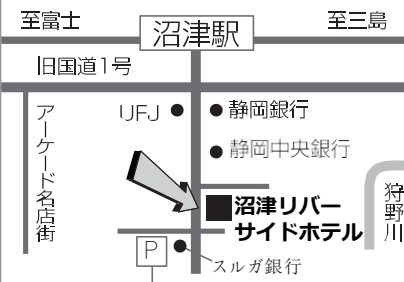 至富士
沼津駅
至三島
旧国道1号
UFJ
静岡銀行
静岡中央銀行
アーケード名店街
沼津リバー
サイドホテル
狩野川
P
スルガ銀行